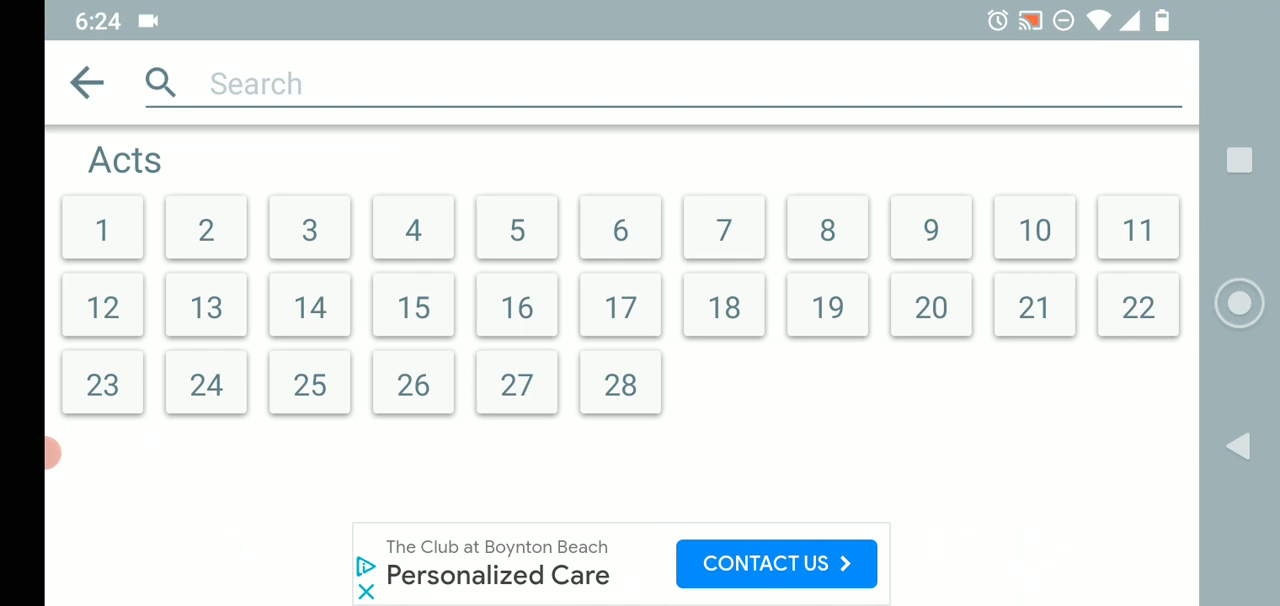 6:24
Search
Acts
1 2 3 4 5 6 7 8 9 10 11
12 13 14 15 16 17 18 19 20 21 22
23 24 25 26 27 28
The Club at Boynton Beach
Personalized Care
CONTACT US